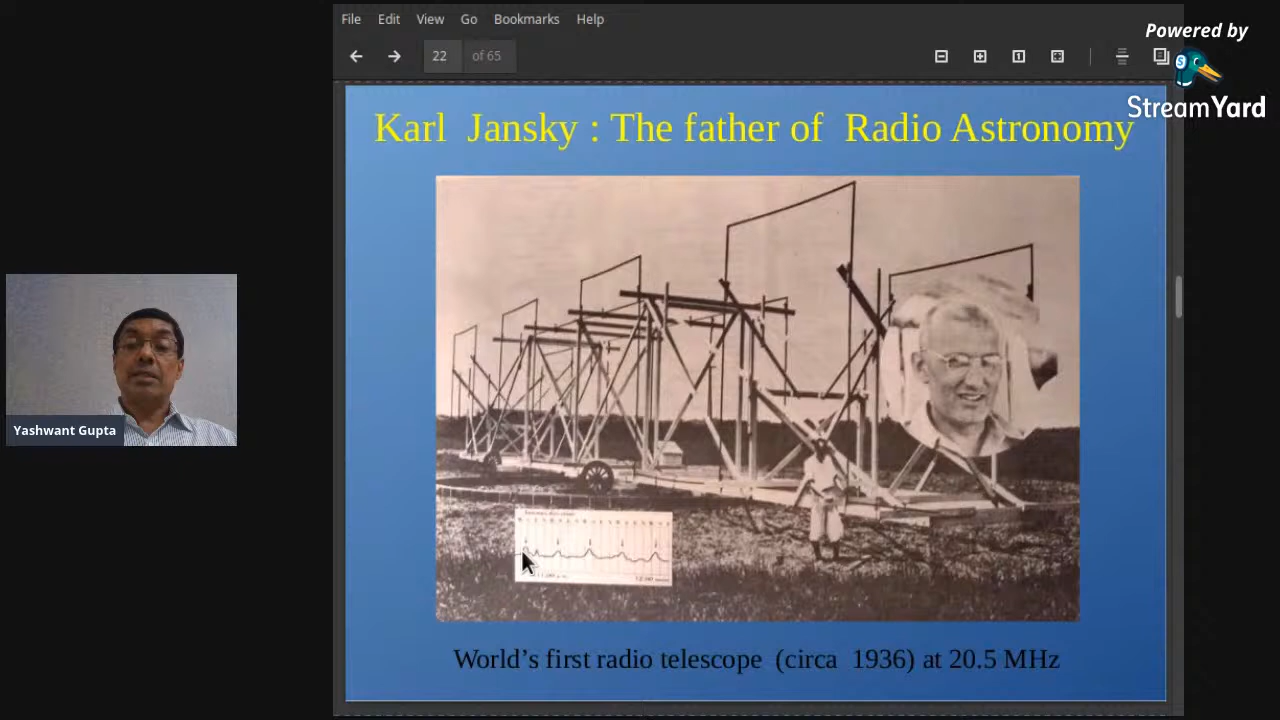 File Edit View Go Bookmarks Help
22 of 65
Powered by
StreamYard
Karl Jansky : The father of Radio Astronomy
Yashwant Gupta
World’s first radio telescope (circa 1936) at 20.5 MHz